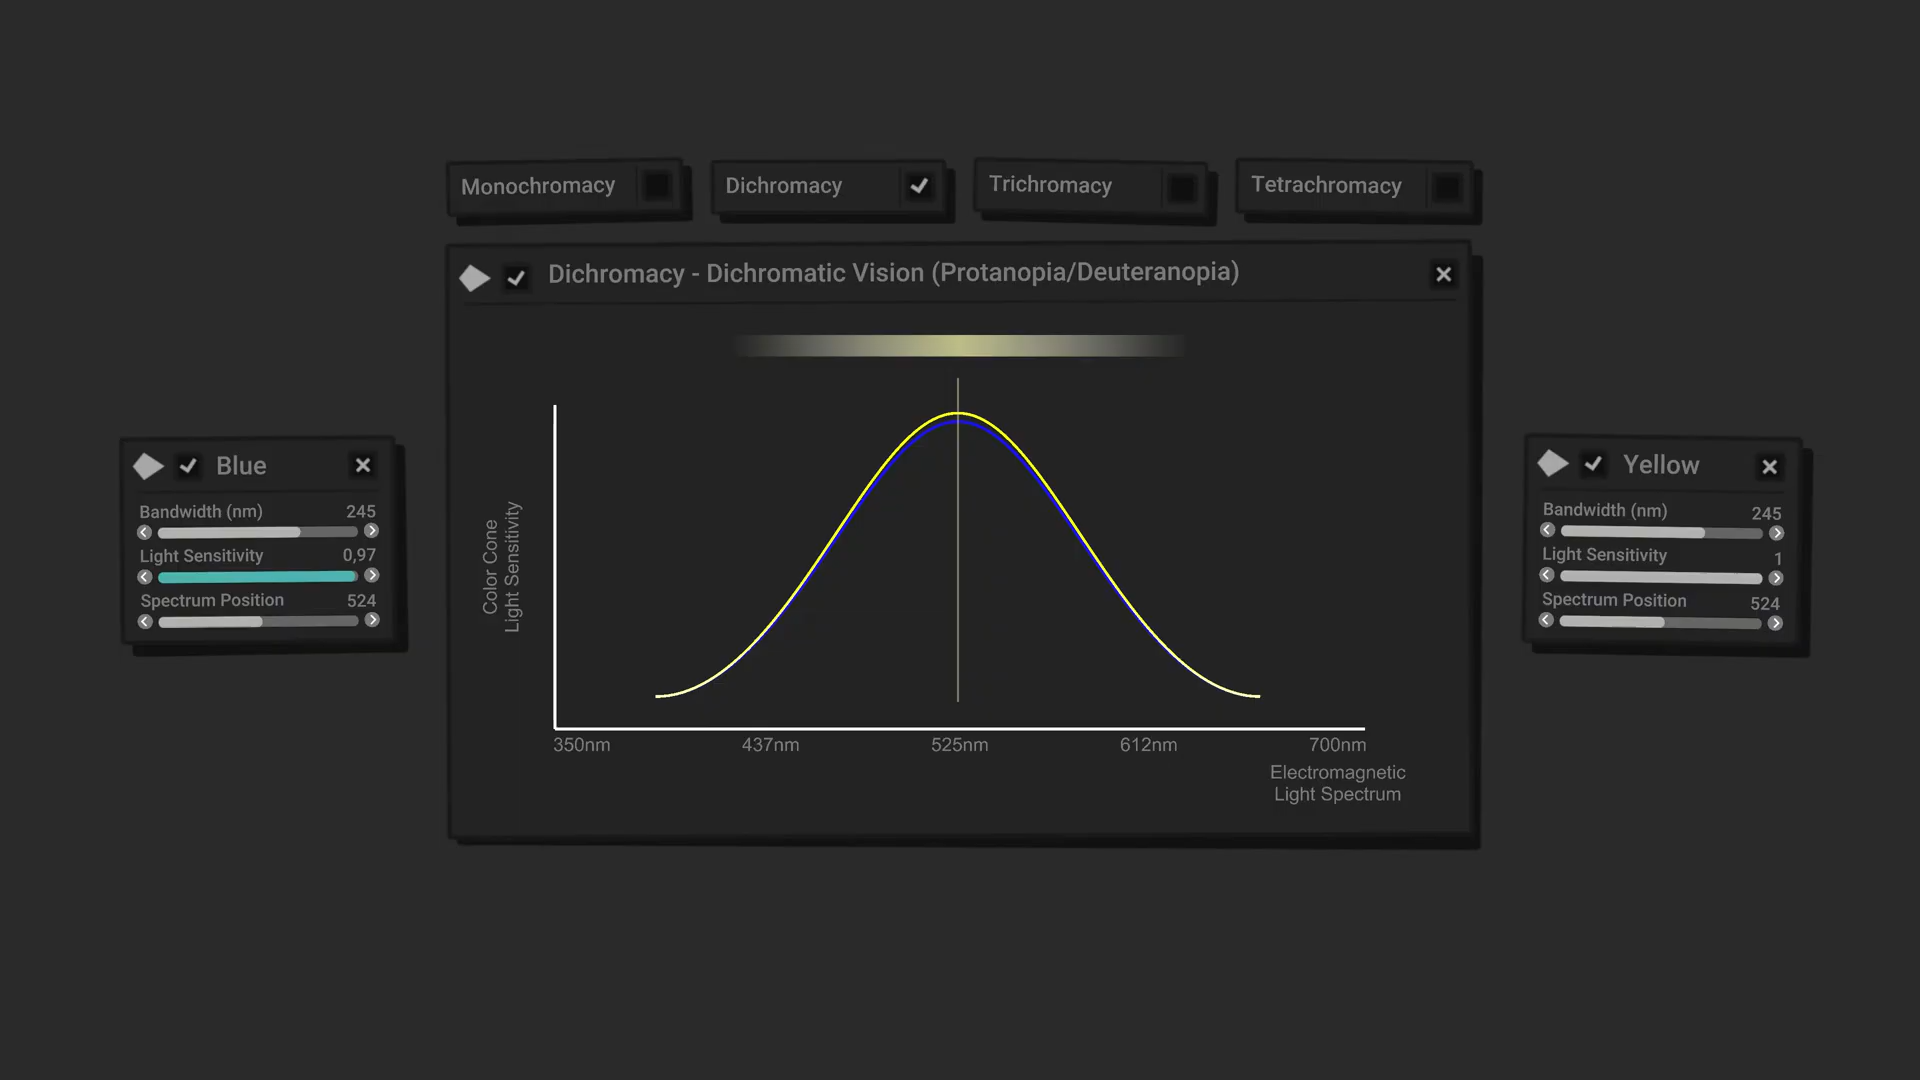 Monochromacy
Dichromacy
Trichromacy
Tetrachromacy
Dichromacy - Dichromatic Vision (Protanopia/Deuteranopia)
Blue
Bandwidth (nm) 245
Light Sensitivity 0,97
Spectrum Position 524
Color Cone
Light Sensitivity
350nm 437nm 525nm 612nm 700nm
Electromagnetic
Light Spectrum
Yellow
Bandwidth (nm) 245
Light Sensitivity 1
Spectrum Position 524